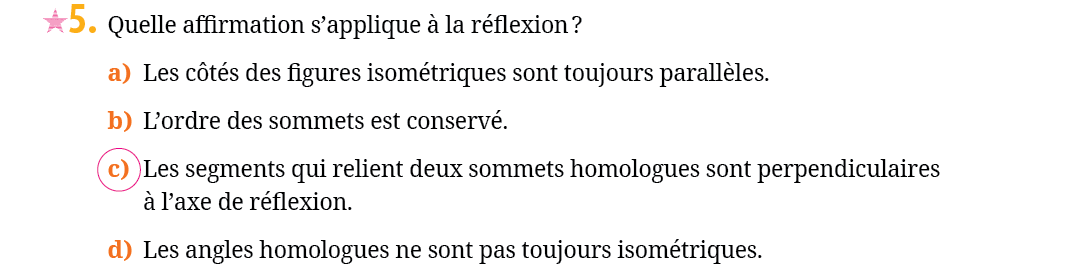 5. Quelle affirmation s’applique à la réflexion ?
a) Les côtés des figures isométriques sont toujours parallèles.
b) L’ordre des sommets est conservé.
c) Les segments qui relient deux sommets homologues sont perpendiculaires
à l’axe de réflexion.
d) Les angles homologues ne sont pas toujours isométriques.